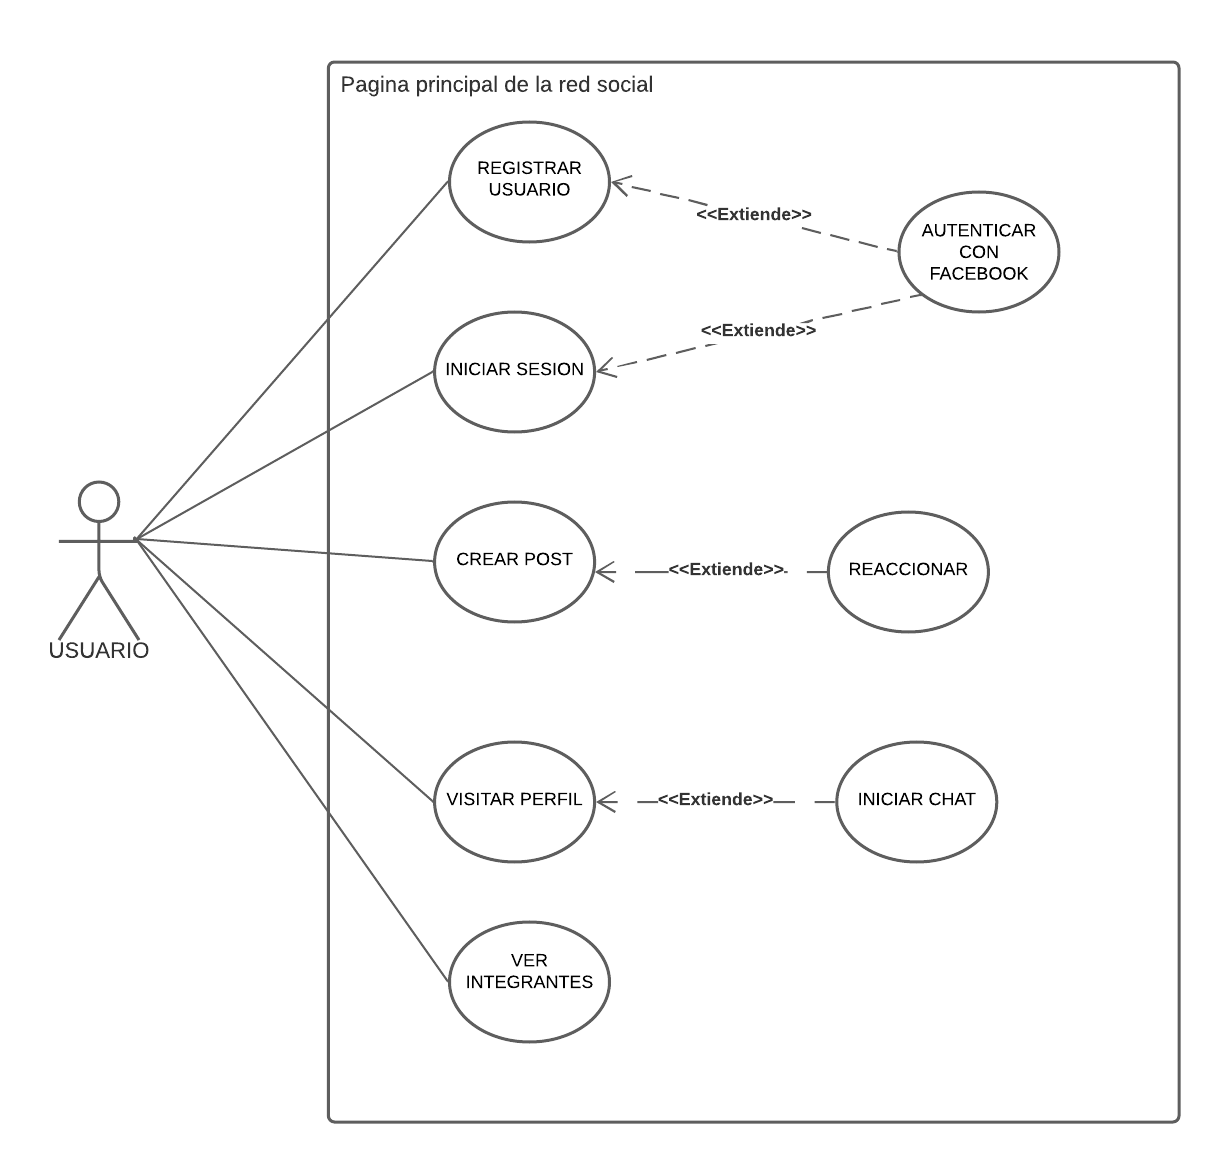 Pagina principal de la red social
REGISTRAR
USUARIO
<<Extiende>>
AUTENTICAR
CON
FACEBOOK
<<Extiende>>
INICIAR SESION
CREAR POST
<<Extiende>>
REACCIONAR
USUARIO
VISITAR PERFIL
<<Extiende>>
INICIAR CHAT
VER
INTEGRANTES